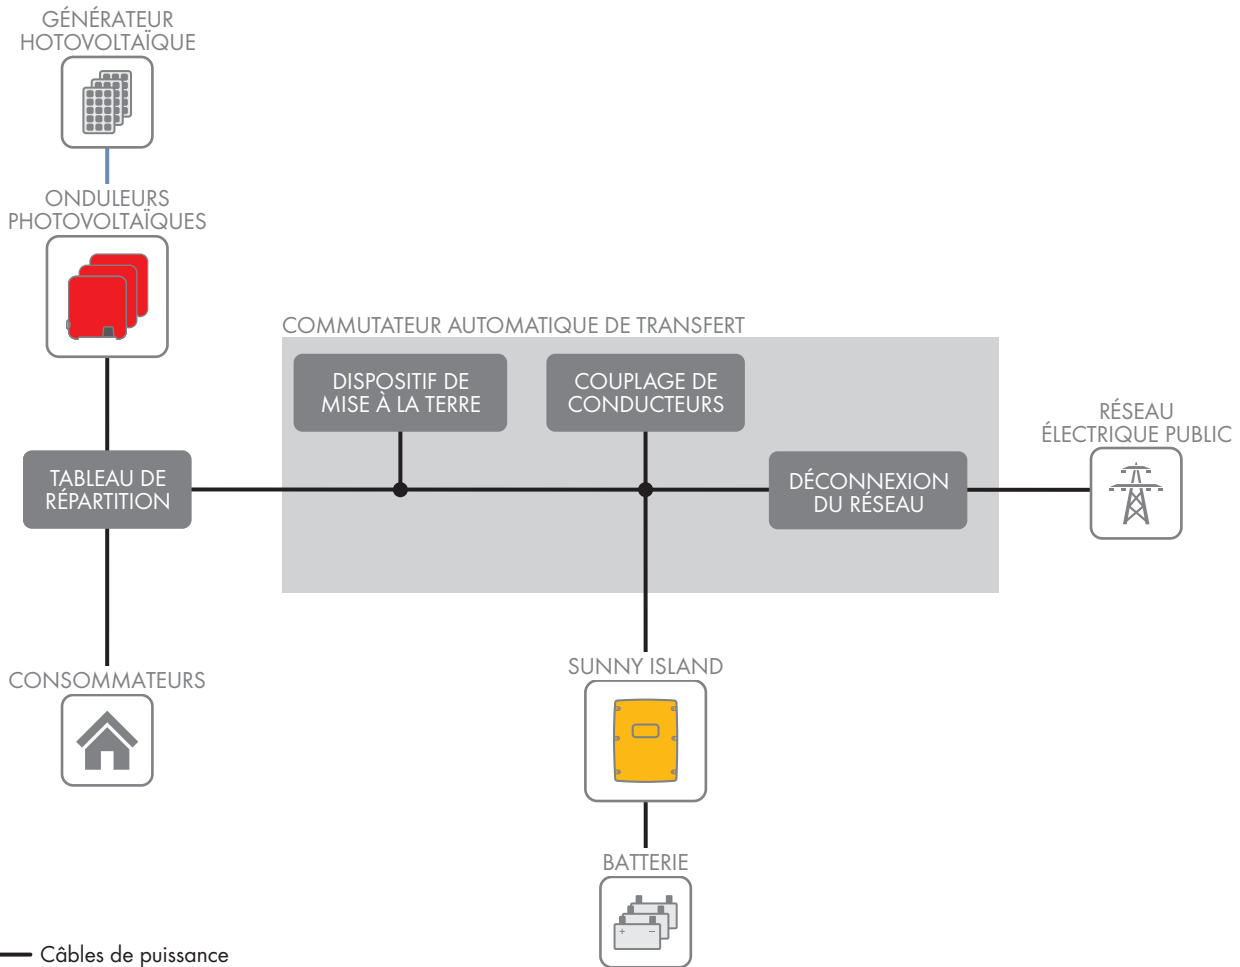 GÉNÉRATEUR
HOTOVOLTAÏQUE
ONDULEURS
PHOTOVOLTAÏQUES
COMMUTATEUR AUTOMATIQUE DE TRANSFERT
DISPOSITIF DE
MISE À LA TERRE
COUPLAGE DE
CONDUCTEURS
RÉSEAU
ÉLECTRIQUE PUBLIC
TABLEAU DE
RÉPARTITION
DÉCONNEXION
DU RÉSEAU
CONSOMMATEURS
SUNNY ISLAND
BATTERIE
+ −
Câbles de puissance